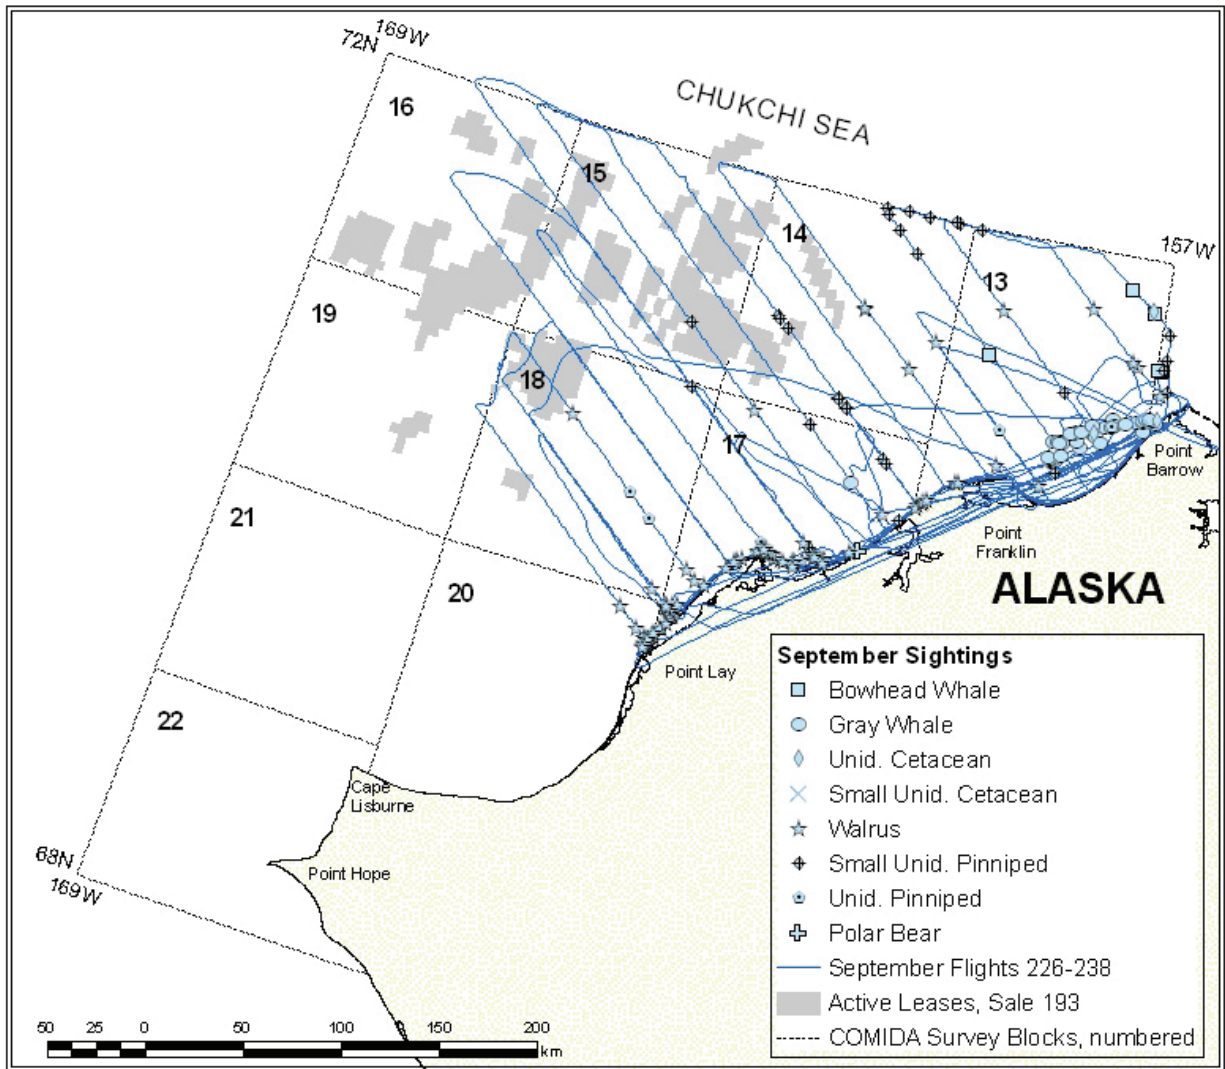 169W
72N
CHUKCHI SEA
16
15
14
157W
13
19
18
17
21
20
22
Point
Barrow
Point
Franklin
ALASKA
Point Lay
Cape
Lisburne
Point Hope
68N
169W
September Sightings
Bowhead Whale
Gray Whale
Unid. Cetacean
Small Unid. Cetacean
Walrus
Small Unid. Pinniped
Unid. Pinniped
Polar Bear
September Flights 226-238
Active Leases, Sale 193
COMIDA Survey Blocks, numbered
50 25 0 50 100 150 200
km